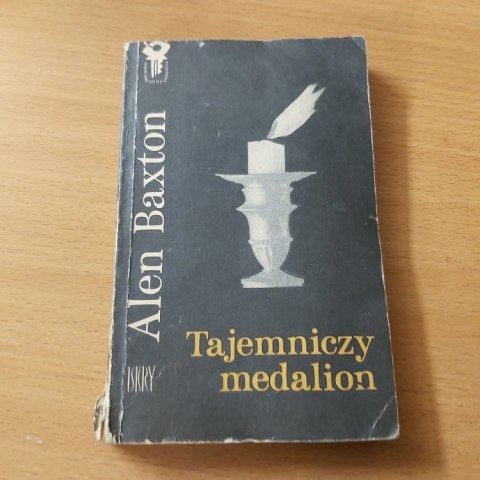 Alen Baxton
Tajemniczy
medalion
ISKRY